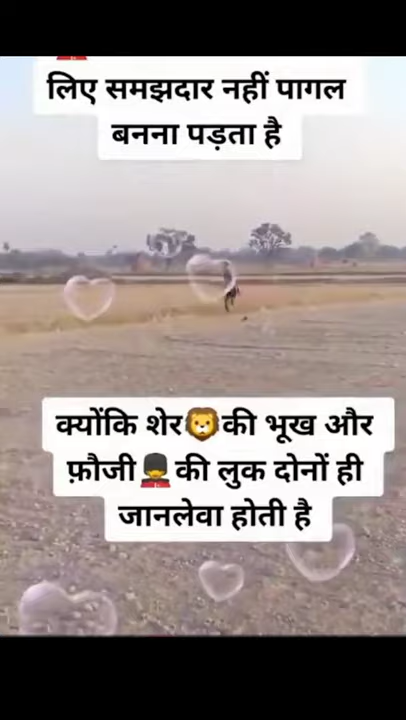 लिए समझदार नहीं पागल
बनना पड़ता है
क्योंकि शेर🦁की भूख और
फ़ौजी💂की लुक दोनों ही
जानलेवा होती है